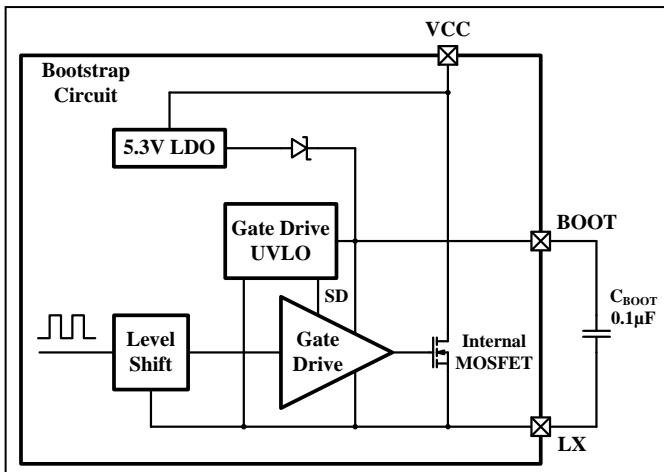 VCC
Bootstrap
Circuit
5.3V LDO
Gate Drive
UVLO
BOOT
SD
C_BOOT
0.1µF
Level
Shift
Gate
Drive
Internal
MOSFET
LX